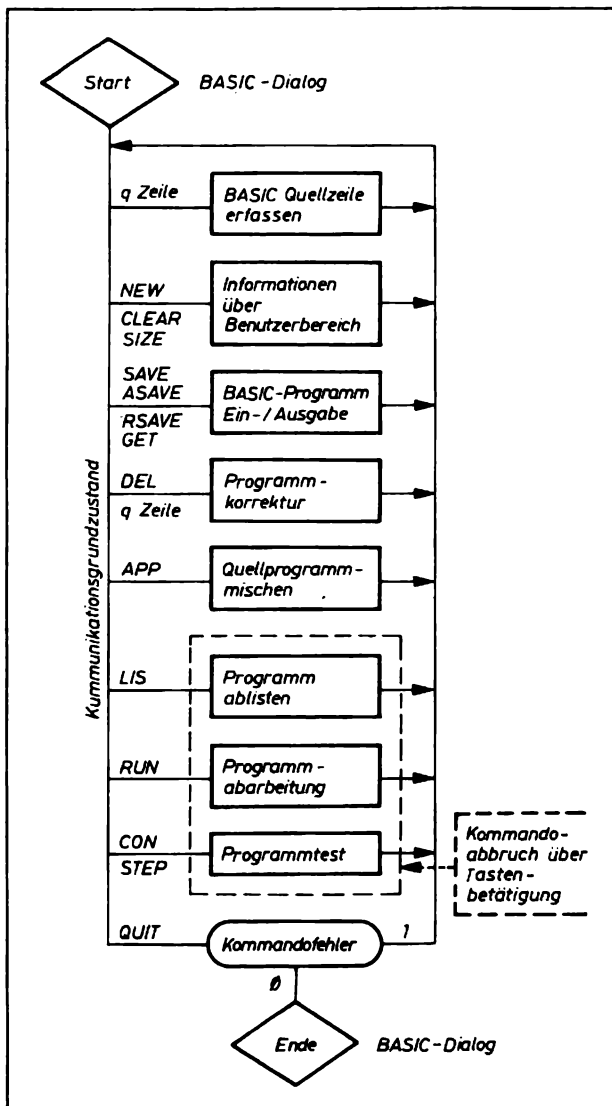 Start
BASIC-Dialog
q Zeile
BASIC Quellzeile
erfassen
NEW
CLEAR
SIZE
Informationen
über
Benutzerbereich
SAVE
ASAVE
RSAVE
GET
BASIC-Programm
Ein-/Ausgabe
DEL
q Zeile
Programm-
korrektur
APP
Quellprogramm-
mischen
Kummunikationsgrundzustand
LIS
Programm
ablisten
RUN
Programm-
abarbeitung
CON
STEP
Programmtest
Kommando-
abbruch über
Tasten-
betätigung
QUIT
Kommandofehler
1
0
Ende
BASIC-Dialog